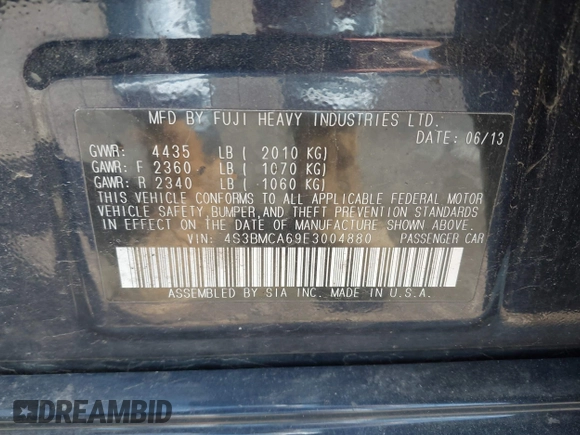 MFD BY FUJI HEAVY INDUSTRIES LTD.
DATE: 06/13
GVWR: 4435 LB ( 2010 KG)
GAWR: F 2360 LB ( 1070 KG)
GAWR: R 2340 LB ( 1060 KG)
THIS VEHICLE CONFORMS TO ALL APPLICABLE FEDERAL MOTOR
VEHICLE SAFETY, BUMPER, AND THEFT PREVENTION STANDARDS
IN EFFECT ON THE DATE OF MANUFACTURE SHOWN ABOVE.
VIN: 4S3BMCA69E3004880 PASSENGER CAR
ASSEMBLED BY SIA INC. MADE IN U.S.A.
DREAMBID